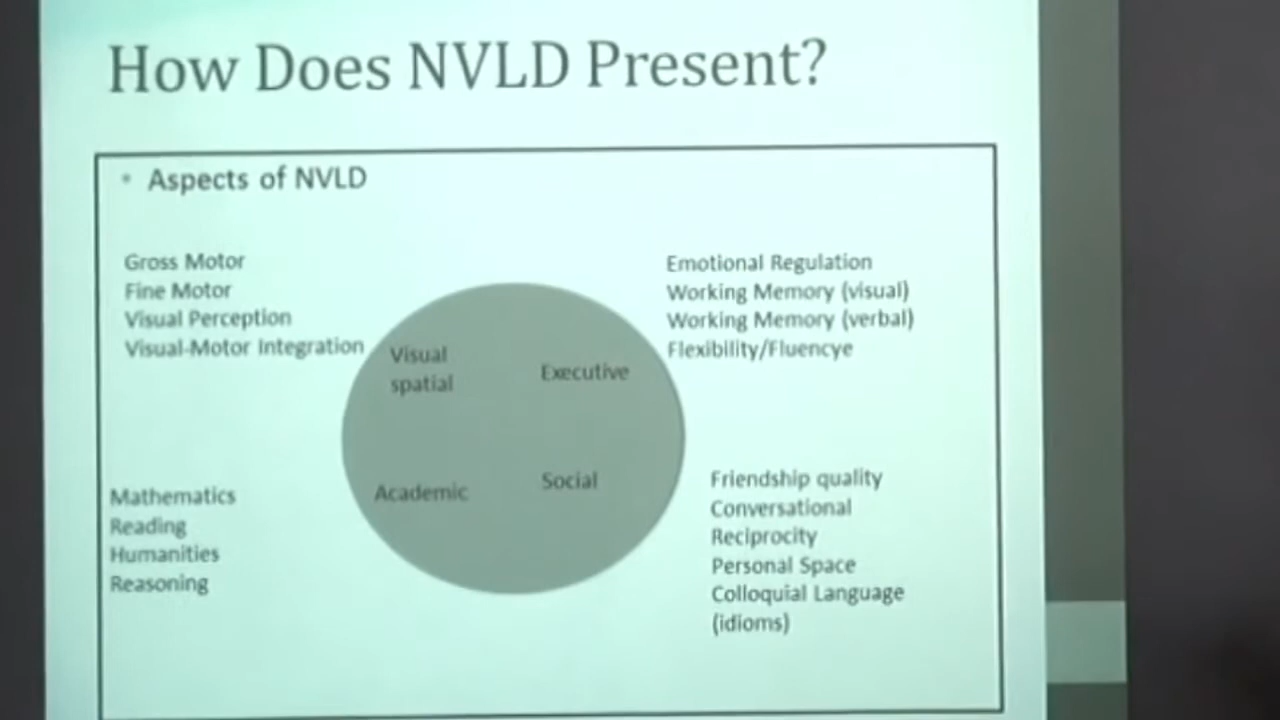 How Does NVLD Present?
• Aspects of NVLD
Gross Motor
Fine Motor
Visual Perception
Visual-Motor Integration
Emotional Regulation
Working Memory (visual)
Working Memory (verbal)
Flexibility/Fluencye
Visual
spatial
Executive
Academic
Social
Mathematics
Reading
Humanities
Reasoning
Friendship quality
Conversational
Reciprocity
Personal Space
Colloquial Language
(idioms)